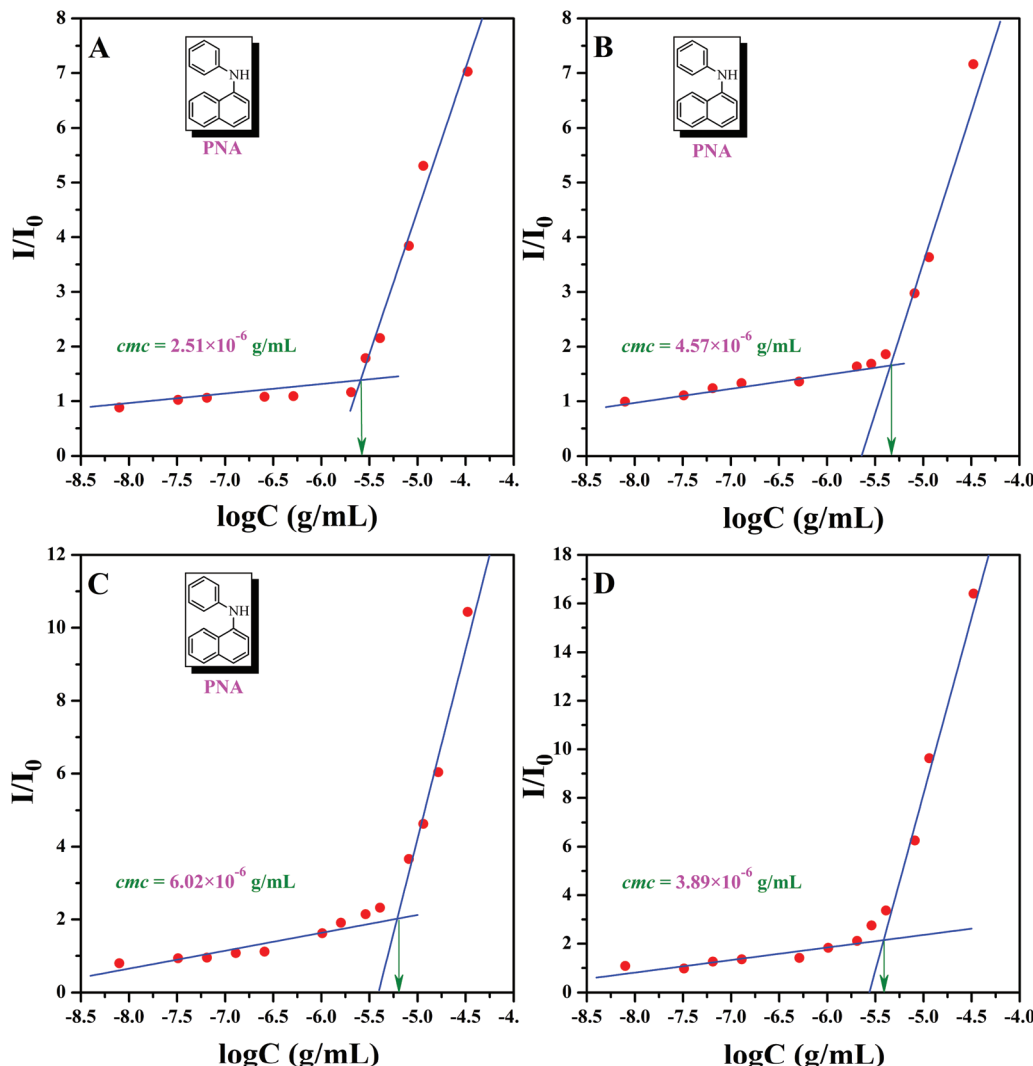 A
8
7
6
5
4
3
2
1
0
I/I0
NH
PNA
cmc = 2.51×10-6 g/mL
-8.5 -8.0 -7.5 -7.0 -6.5 -6.0 -5.5 -5.0 -4. -4.
logC (g/mL)
B
8
7
6
5
4
3
2
1
0
I/I0
NH
PNA
cmc = 4.57×10-6 g/mL
-8.5 -8.0 -7.5 -7.0 -6.5 -6.0 -5.5 -5.0 -4.5 -4.
logC (g/mL)
C
12
10
8
6
4
2
0
I/I0
NH
PNA
cmc = 6.02×10-6 g/mL
-8.5 -8.0 -7.5 -7.0 -6.5 -6.0 -5.5 -5.0 -4.5 -4.0
logC (g/mL)
D
18
16
14
12
10
8
6
4
2
0
I/I0
cmc = 3.89×10-6 g/mL
-8.5 -8.0 -7.5 -7.0 -6.5 -6.0 -5.5 -5.0 -4.5 -4.
logC (g/mL)